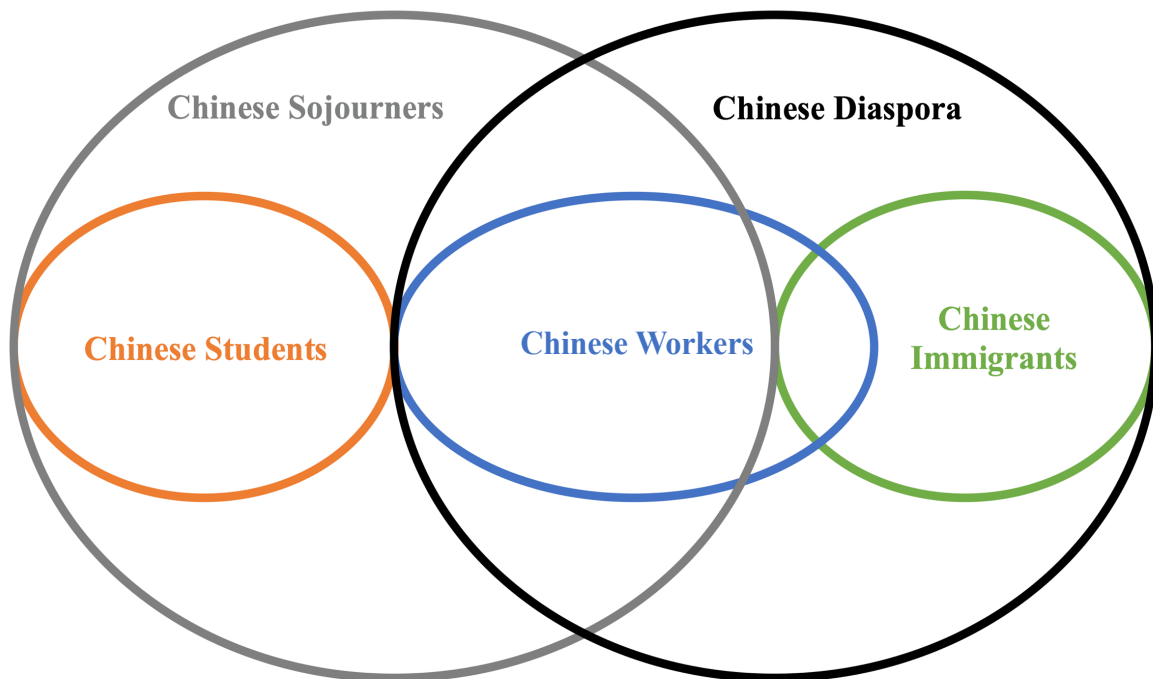 Chinese Sojourners
Chinese Diaspora
Chinese Students
Chinese Workers
Chinese
Immigrants